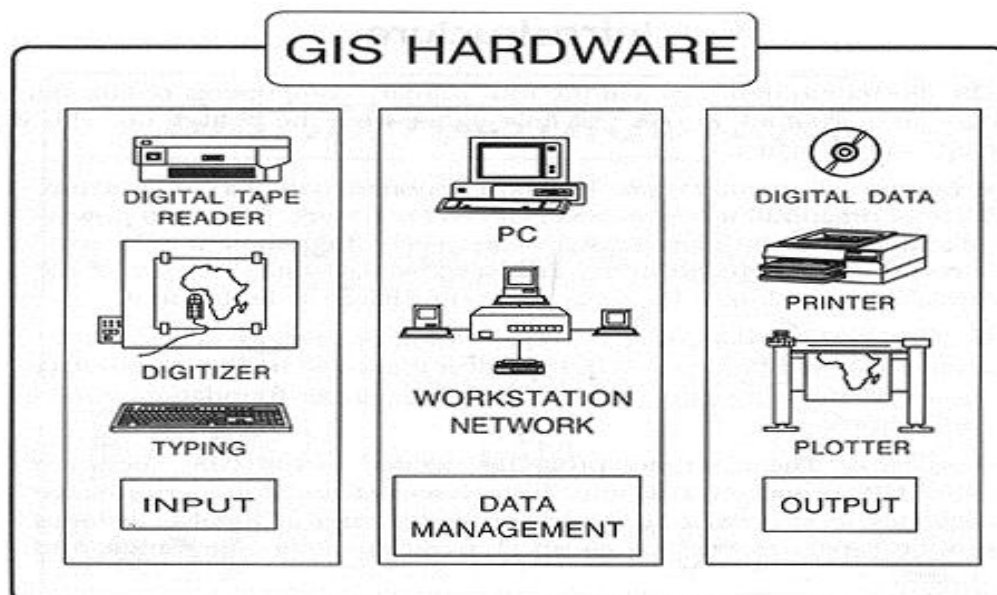 GIS HARDWARE
DIGITAL TAPE
READER
DIGITIZER
TYPING
INPUT
PC
WORKSTATION
NETWORK
DATA
MANAGEMENT
DIGITAL DATA
PRINTER
PLOTTER
OUTPUT